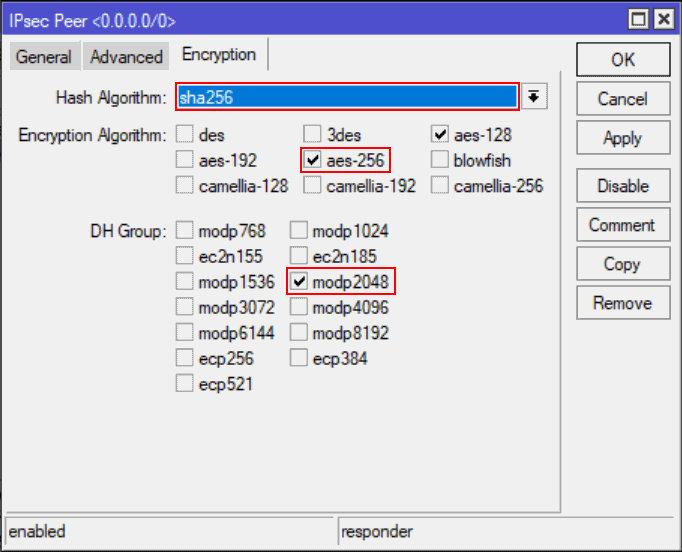 IPsec Peer <0.0.0.0/0>
General Advanced Encryption
Hash Algorithm: sha256
Encryption Algorithm: des 3des aes-128
aes-192 aes-256 blowfish
camellia-128 camellia-192 camellia-256
DH Group: modp768 modp1024
ec2n155 ec2n185
modp1536 modp2048
modp3072 modp4096
modp6144 modp8192
ecp256 ecp384
ecp521
OK
Cancel
Apply
Disable
Comment
Copy
Remove
enabled responder